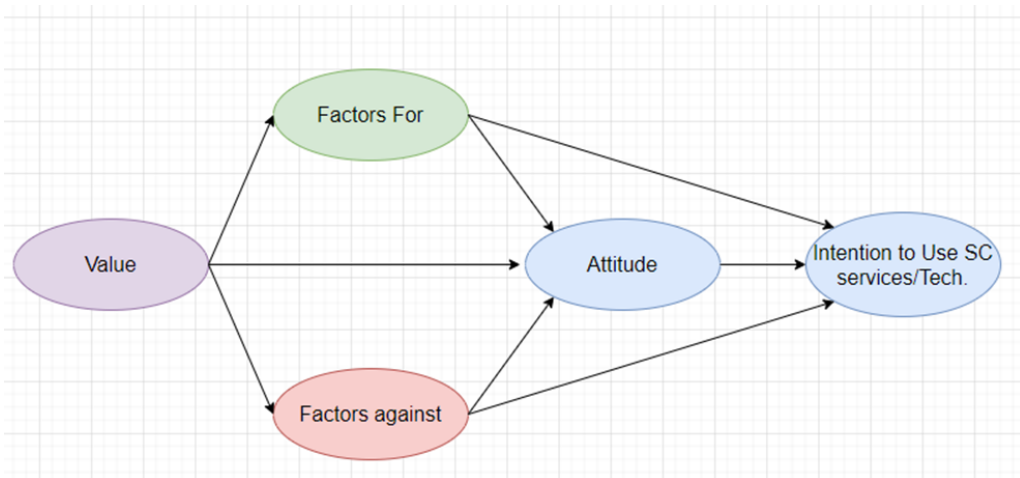 Factors For
Value
Attitude
Intention to Use SC
services/Tech.
Factors against